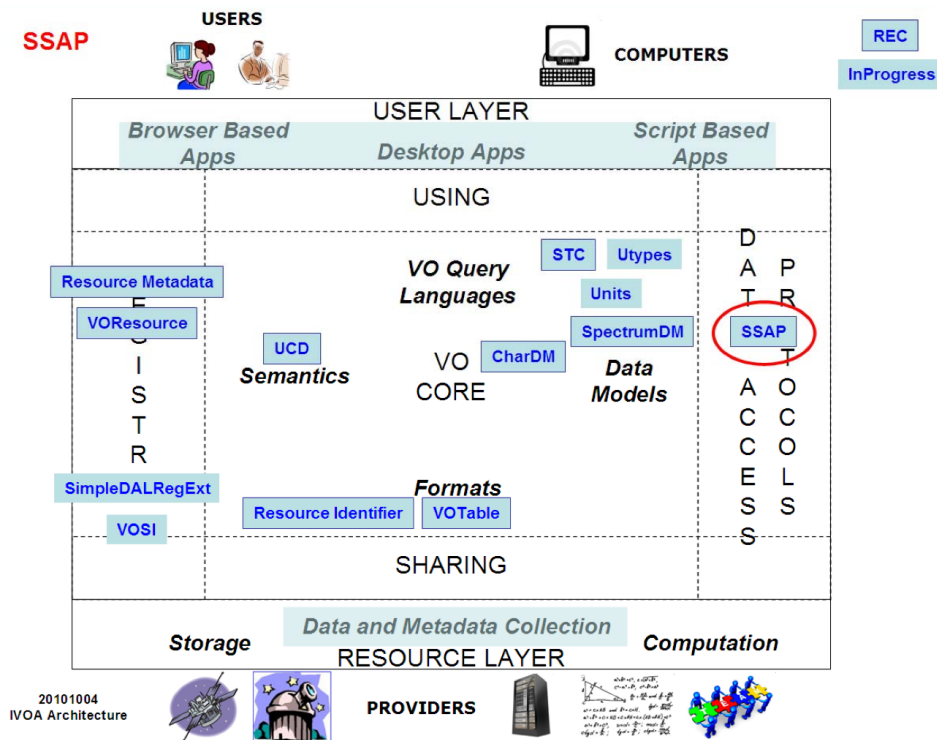 SSAP
USERS
COMPUTERS
REC
InProgress
USER LAYER
Browser Based
Apps
Desktop Apps
Script Based
Apps
USING
STC
Utypes
VO Query
Languages
Units
Resource Metadata
VOResource
E
G
I
S
T
R
UCD
Semantics
VO
CORE
CharDM
SpectrumDM
Data
Models
D
A
T
A
C
C
E
S
S
P
R
T
O
C
O
L
S
SSAP
SimpleDALRegExt
VOSI
Formats
Resource Identifier
VOTable
SHARING
Storage
Data and Metadata Collection
Computation
RESOURCE LAYER
20101004
IVOA Architecture
PROVIDERS